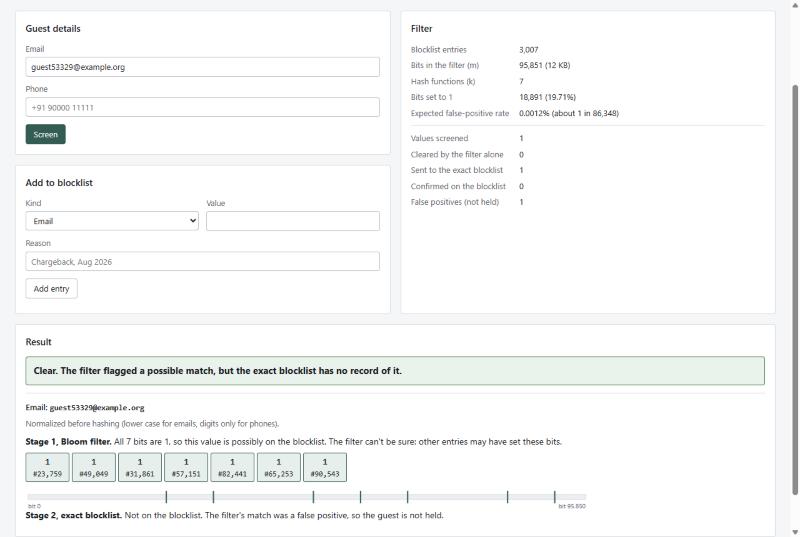 Guest details
Email
guest53329@example.org
Phone
+91 90000 11111
Screen
Filter
Blocklist entries 3,007
Bits in the filter (m) 95,851 (12 KB)
Hash functions (k) 7
Bits set to 1 18,891 (19.71%)
Expected false-positive rate 0.0012% (about 1 in 86,348)
Values screened 1
Cleared by the filter alone 0
Sent to the exact blocklist 1
Confirmed on the blocklist 0
False positives (not held) 1
Add to blocklist
Kind Value
Email
Reason
Chargeback, Aug 2026
Add entry
Result
Clear. The filter flagged a possible match, but the exact blocklist has no record of it.
Email: guest53329@example.org
Normalized before hashing (lower case for emails, digits only for phones).
Stage 1, Bloom filter. All 7 bits are 1, so this value is possibly on the blocklist. The filter can't be sure: other entries may have set these bits.
1 1 1 1 1 1 1
#23,759 #49,049 #31,861 #57,151 #82,441 #65,253 #90,543
bit 0 bit 95,850
Stage 2, exact blocklist. Not on the blocklist. The filter's match was a false positive, so the guest is not held.